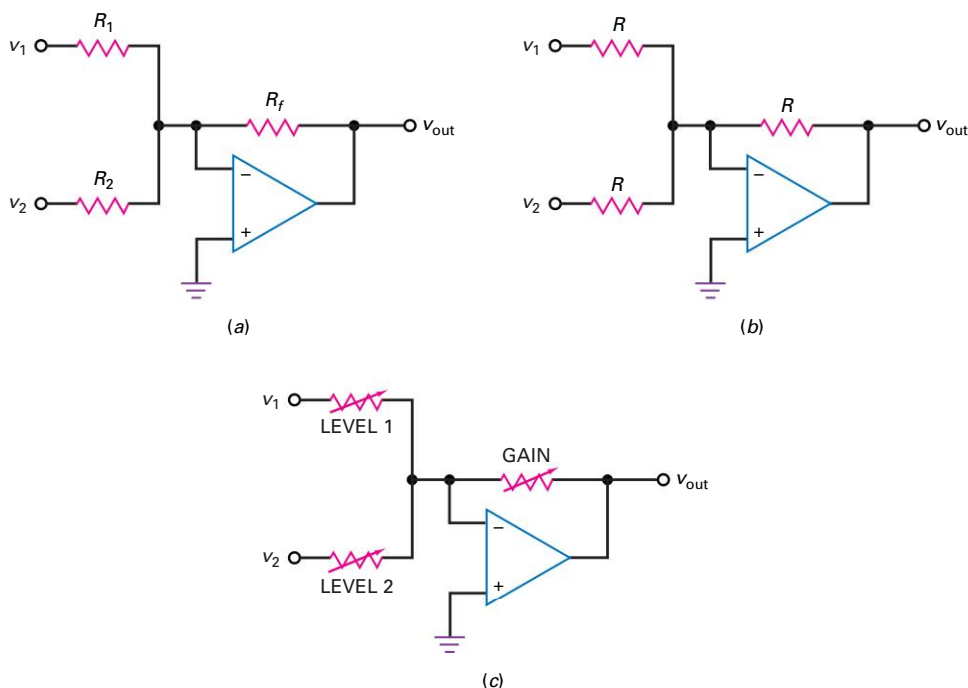 R1
v1
Rf
vout
R2
v2
−
+
(a)
R
v1
R
vout
R
v2
−
+
(b)
v1
LEVEL 1
GAIN
vout
v2
LEVEL 2
−
+
(c)